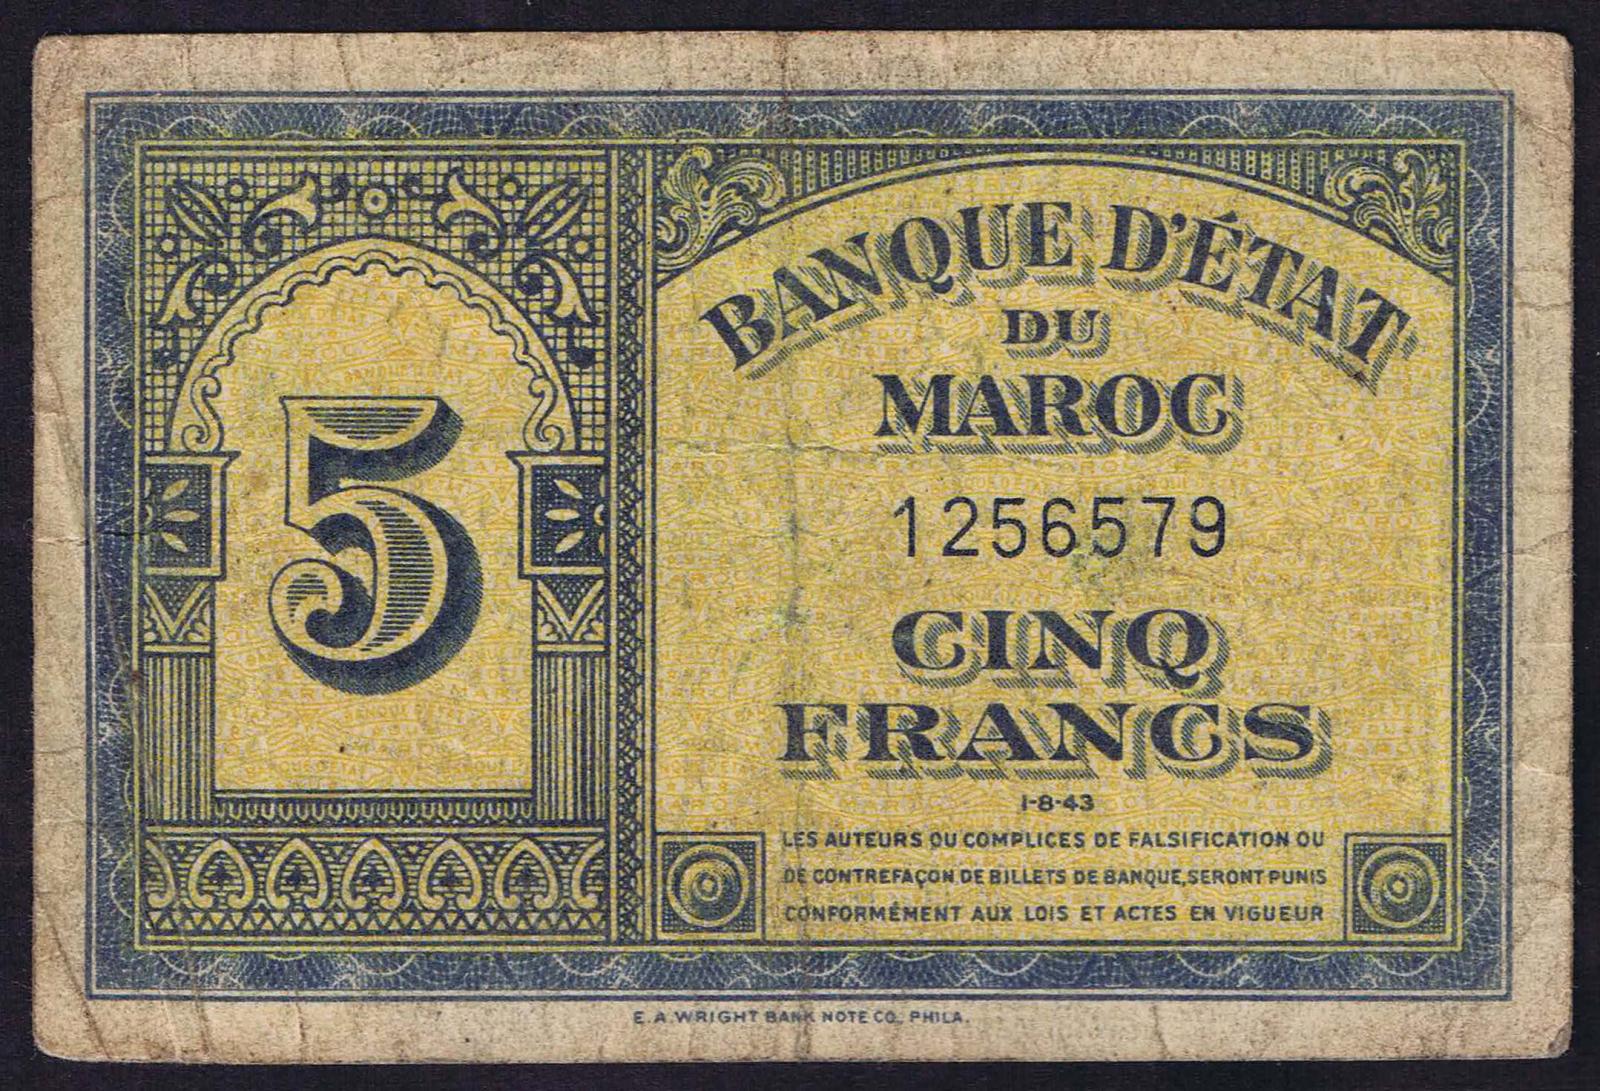 BANQUE D'ÉTAT
DU
MAROC
5
1256579
CINQ
FRANCS
1-8-43
LES AUTEURS OU COMPLICES DE FALSIFICATION OU
DE CONTREFAÇON DE BILLETS DE BANQUE, SERONT PUNIS
CONFORMÉMENT AUX LOIS ET ACTES EN VIGUEUR
E. A. WRIGHT BANK NOTE CO., PHILA.